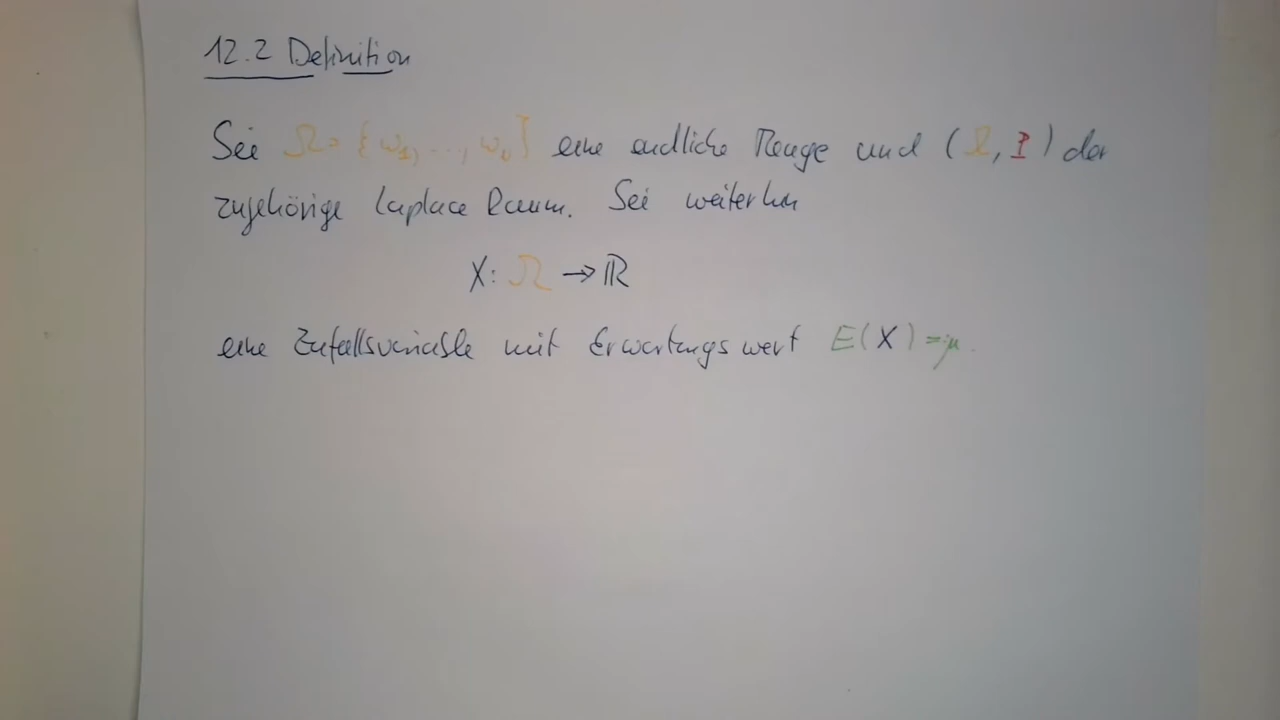 12.2 Definition
Sei Ω = {ω₁, ..., ωₙ} eine endliche Menge und (Ω, P) der
zugehörige Laplace Raum. Sei weiterhin
X: Ω → ℝ
eine Zufallsvariable mit Erwartungswert E(X) =: μ.